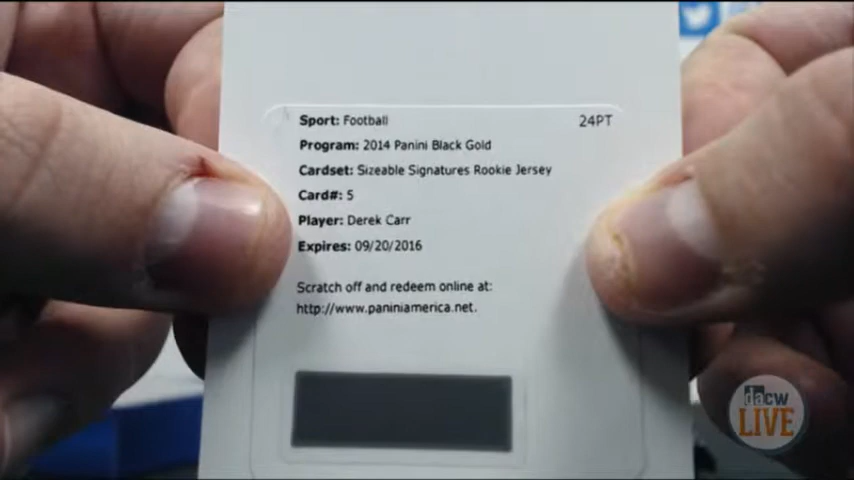 Sport: Football 24PT
Program: 2014 Panini Black Gold
Cardset: Sizeable Signatures Rookie Jersey
Card#: 5
Player: Derek Carr
Expires: 09/20/2016
Scratch off and redeem online at:
http://www.paniniamerica.net.
dacw
LIVE